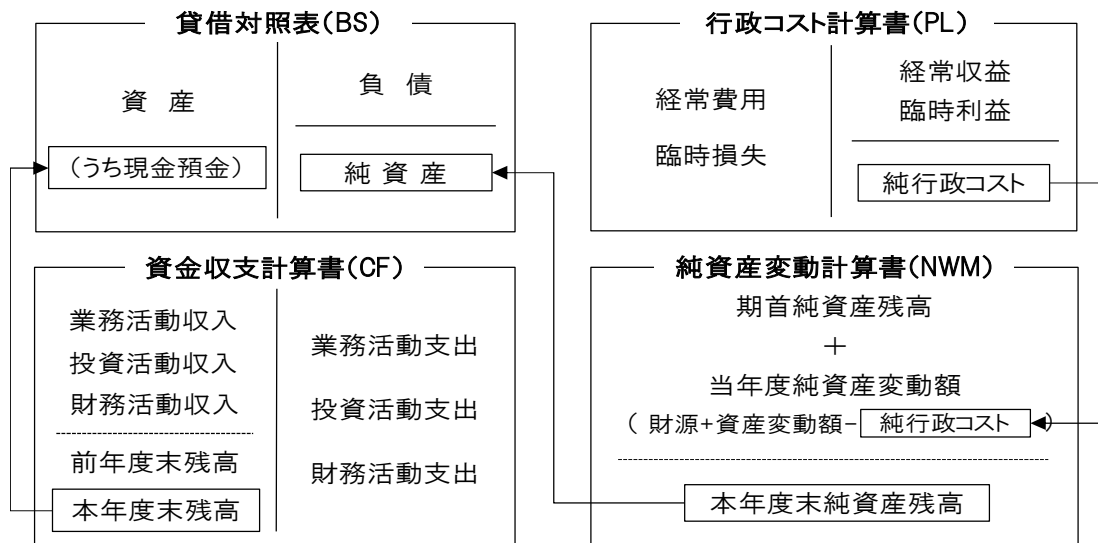 貸借対照表(BS)
資 産
(うち現金預金)
負 債
純 資 産
行政コスト計算書(PL)
経常費用
臨時損失
経常収益
臨時利益
純行政コスト
資金収支計算書(CF)
業務活動収入
投資活動収入
財務活動収入
前年度末残高
本年度末残高
業務活動支出
投資活動支出
財務活動支出
純資産変動計算書(NWM)
期首純資産残高
+
当年度純資産変動額
( 財源+資産変動額-純行政コスト )
本年度末純資産残高